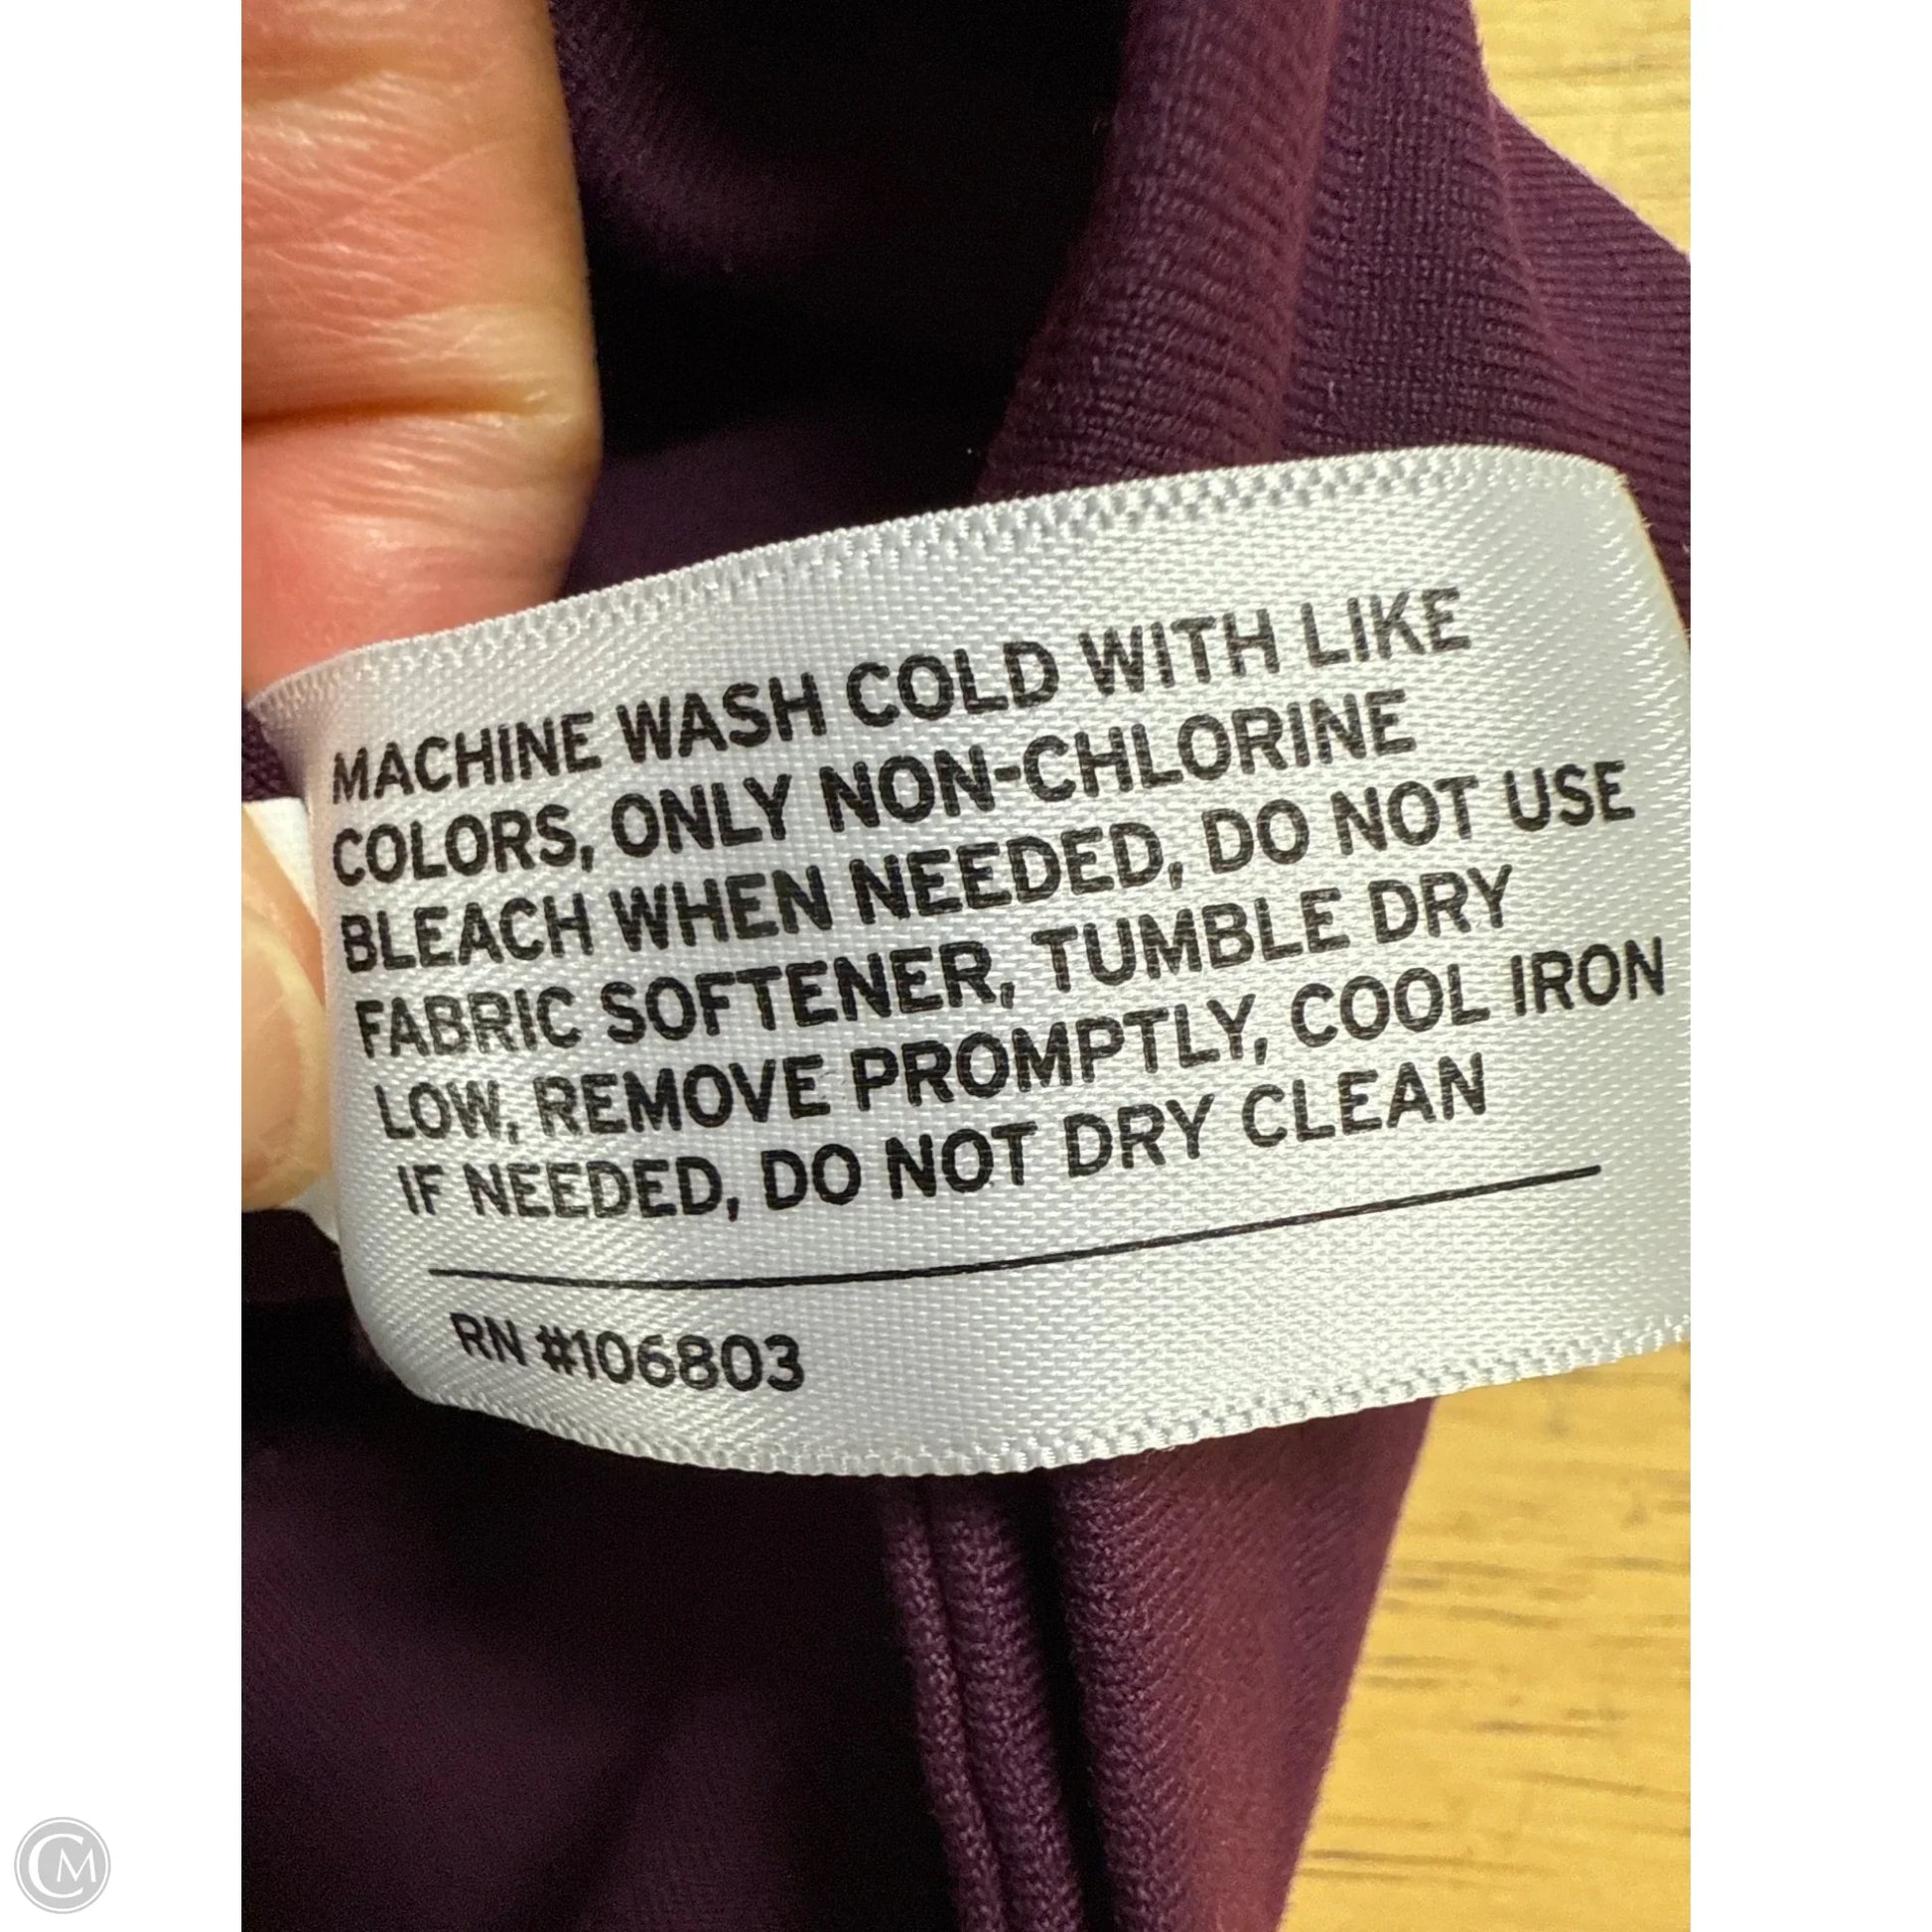 MACHINE WASH COLD WITH LIKE
COLORS, ONLY NON-CHLORINE
BLEACH WHEN NEEDED, DO NOT USE
FABRIC SOFTENER, TUMBLE DRY
LOW, REMOVE PROMPTLY, COOL IRON
IF NEEDED, DO NOT DRY CLEAN
RN #106803
CM